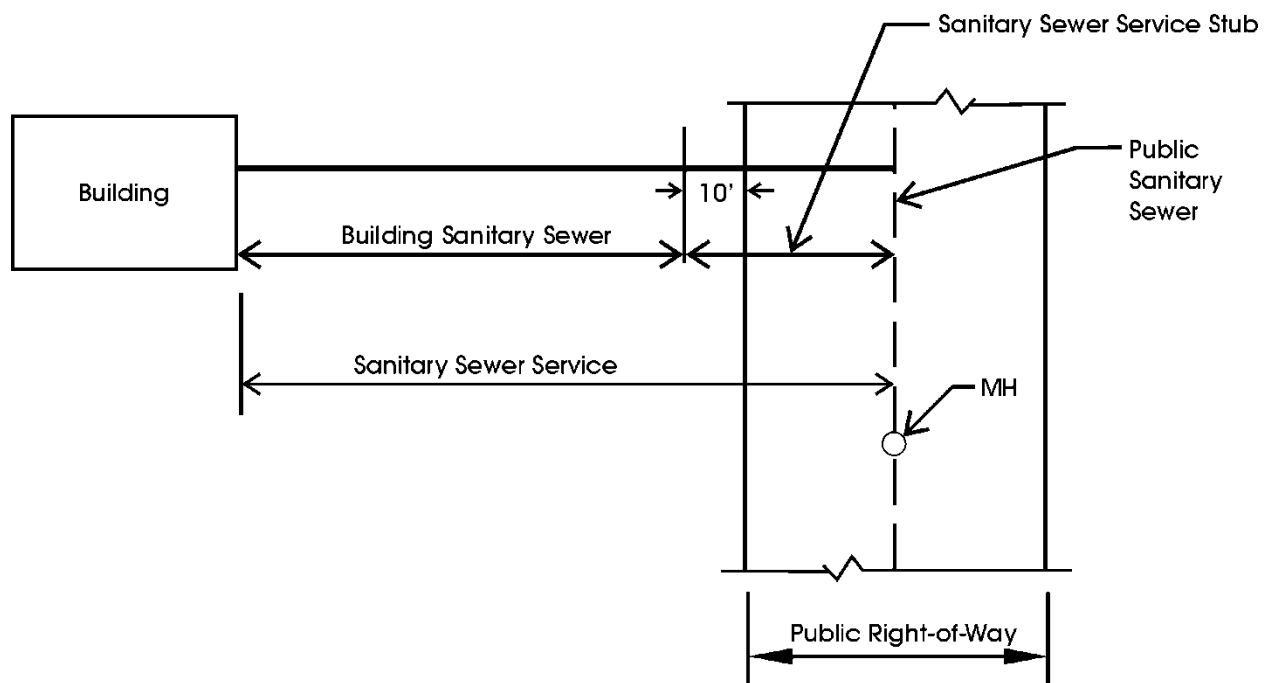 Sanitary Sewer Service Stub
Public
Sanitary
Sewer
Building
10'
Building Sanitary Sewer
Sanitary Sewer Service
MH
Public Right-of-Way